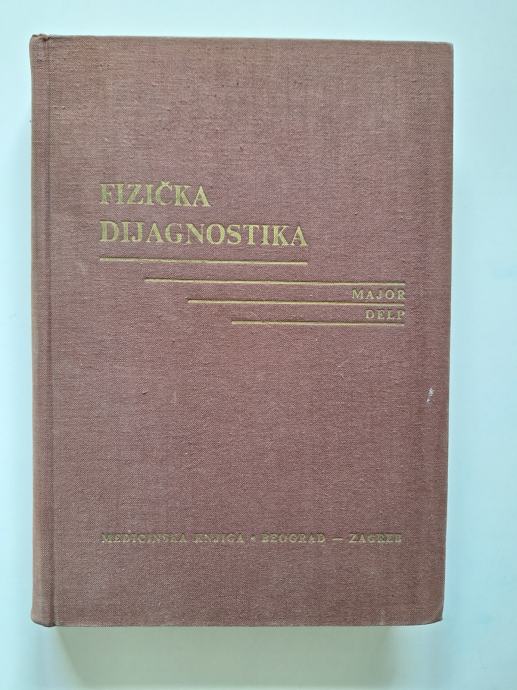 FIZIČKA
DIJAGNOSTIKA
MAJOR
DELP
MEDICINSKA KNJIGA • BEOGRAD — ZAGREB